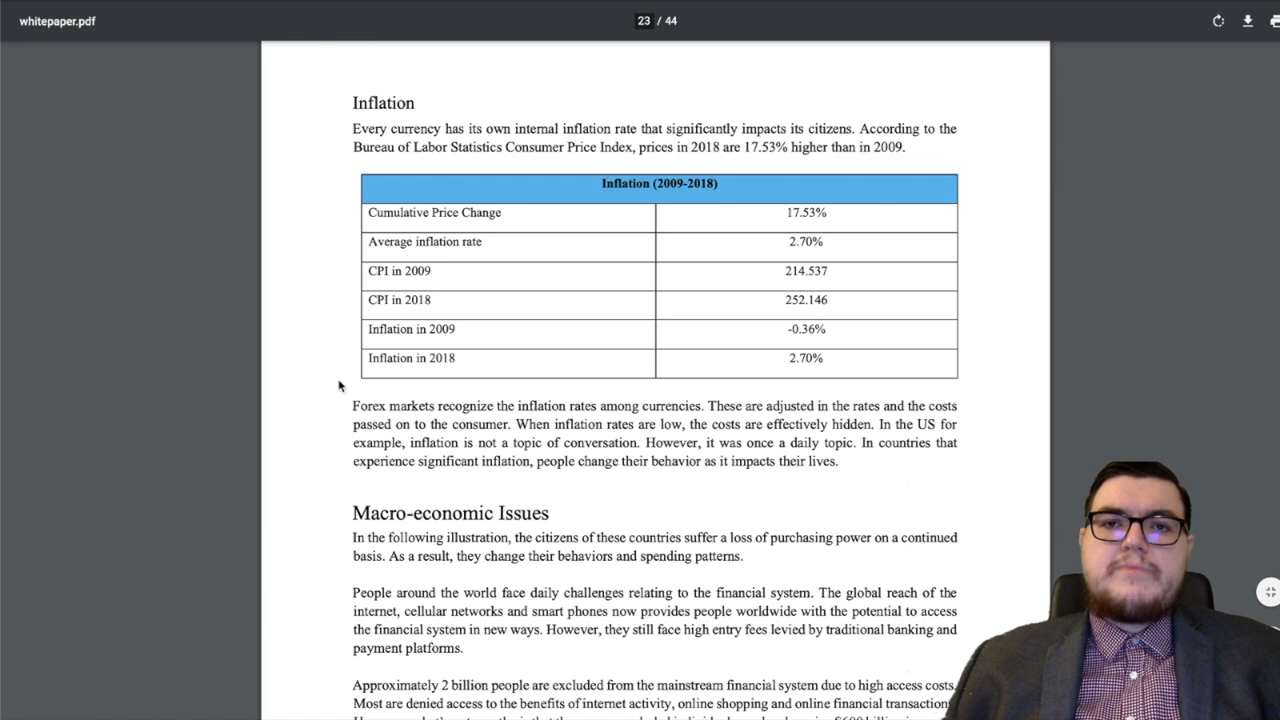 whitepaper.pdf
23 / 44
Inflation
Every currency has its own internal inflation rate that significantly impacts its citizens. According to the
Bureau of Labor Statistics Consumer Price Index, prices in 2018 are 17.53% higher than in 2009.
Inflation (2009-2018)
Cumulative Price Change 17.53%
Average inflation rate 2.70%
CPI in 2009 214.537
CPI in 2018 252.146
Inflation in 2009 -0.36%
Inflation in 2018 2.70%
Forex markets recognize the inflation rates among currencies. These are adjusted in the rates and the costs
passed on to the consumer. When inflation rates are low, the costs are effectively hidden. In the US for
example, inflation is not a topic of conversation. However, it was once a daily topic. In countries that
experience significant inflation, people change their behavior as it impacts their lives.
Macro-economic Issues
In the following illustration, the citizens of these countries suffer a loss of purchasing power on a continued
basis. As a result, they change their behaviors and spending patterns.
People around the world face daily challenges relating to the financial system. The global reach of the
internet, cellular networks and smart phones now provides people worldwide with the potential to access
the financial system in new ways. However, they still face high entry fees levied by traditional banking and
payment platforms.
Approximately 2 billion people are excluded from the mainstream financial system due to high access costs.
Most are denied access to the benefits of internet activity, online shopping and online financial transactions